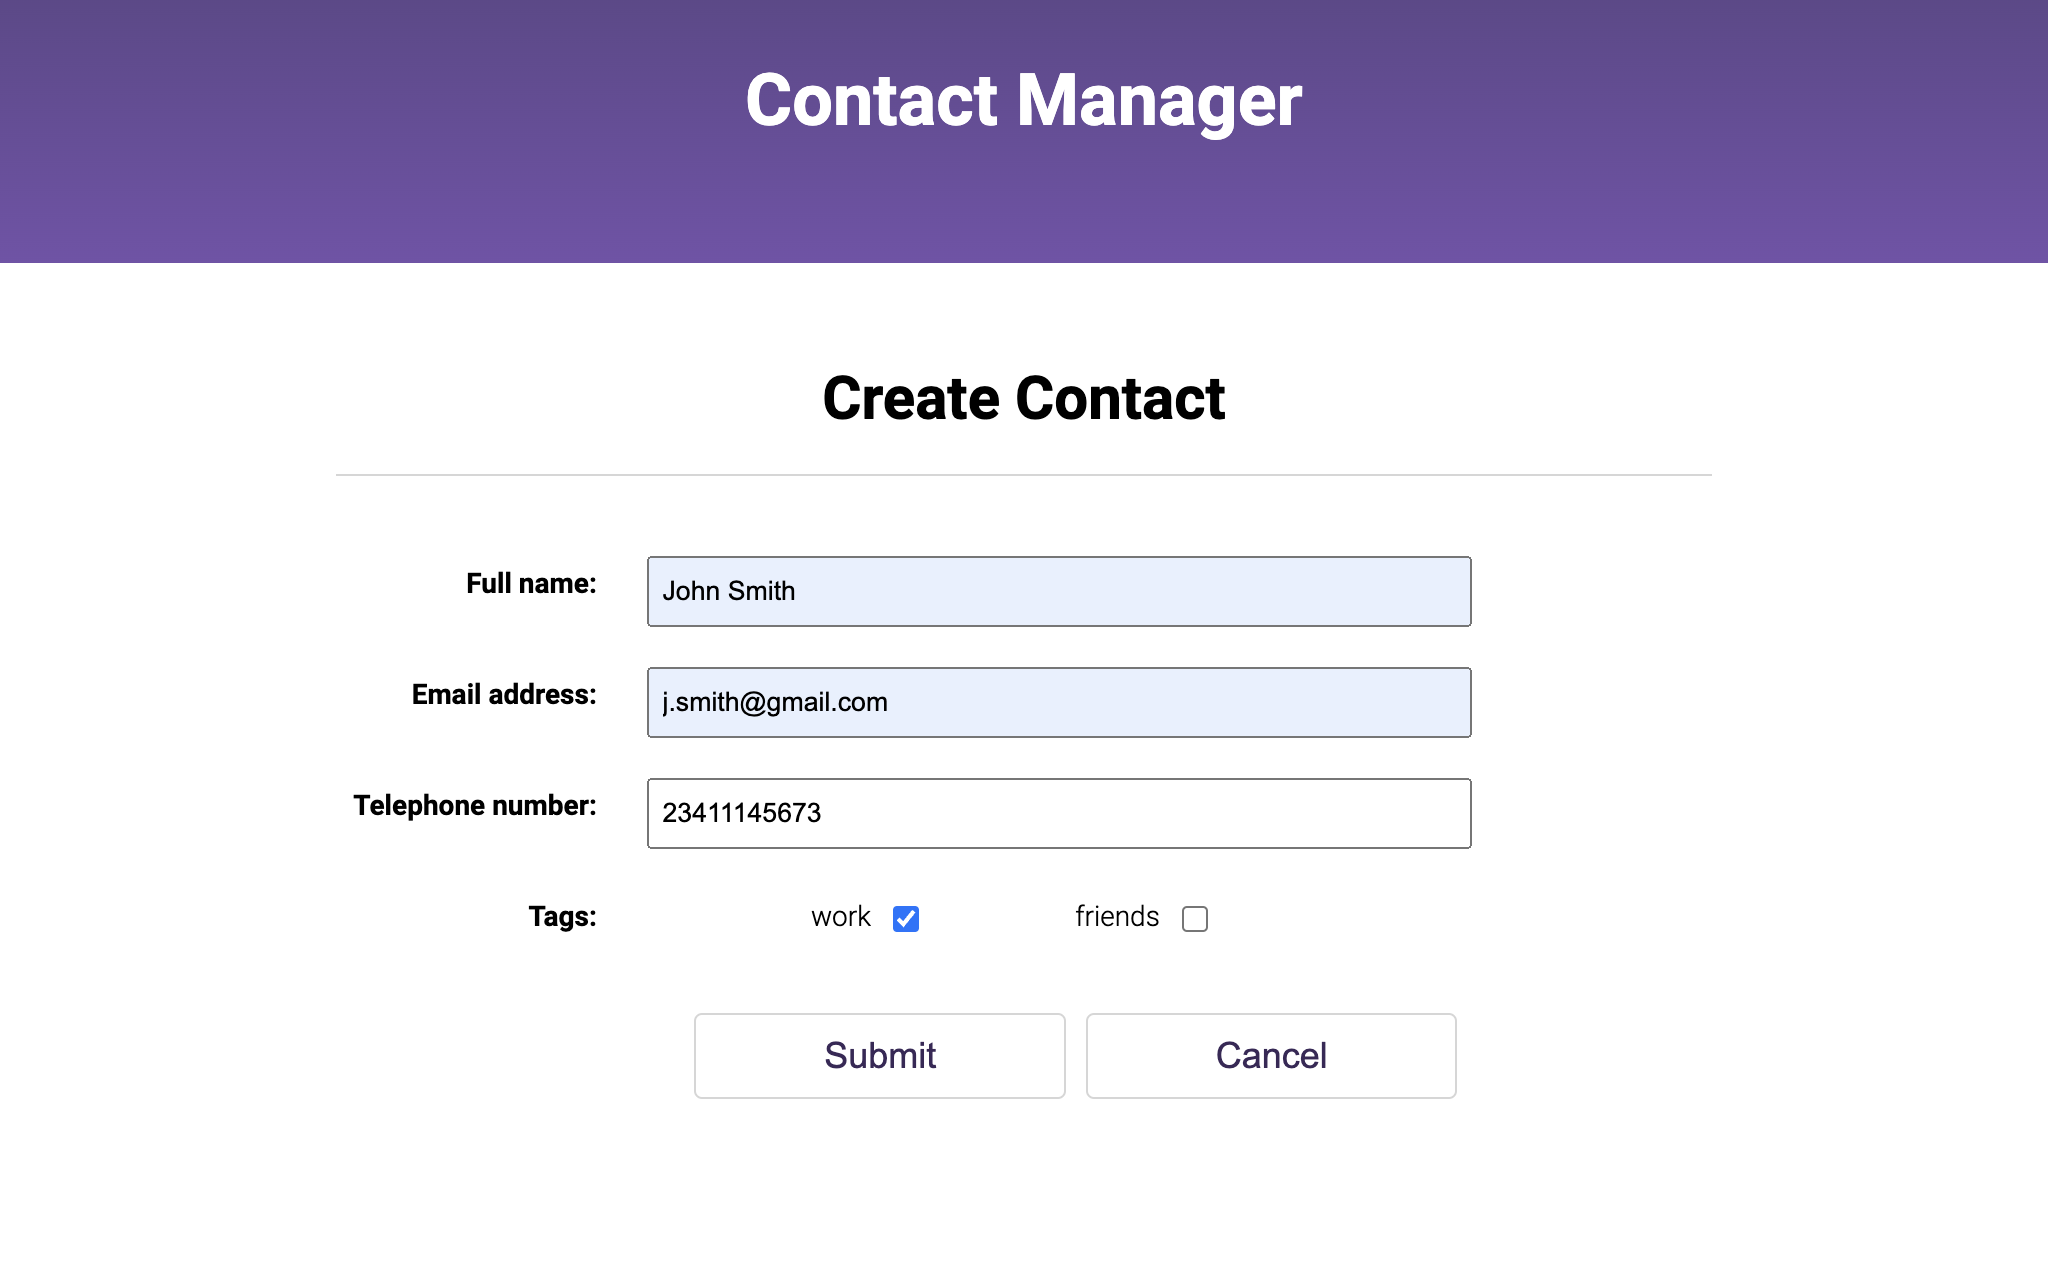 Contact Manager
Create Contact
Full name: John Smith
Email address: j.smith@gmail.com
Telephone number: 23411145673
Tags: work friends
Submit Cancel